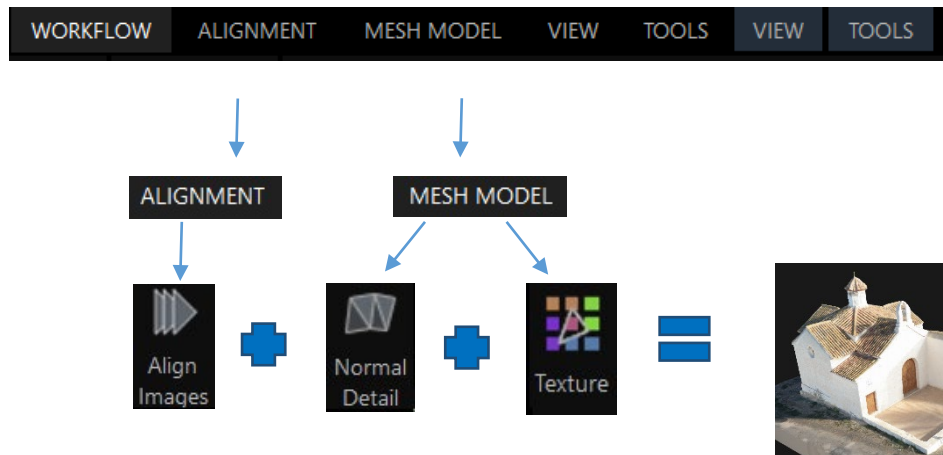 WORKFLOW ALIGNMENT MESH MODEL VIEW TOOLS VIEW TOOLS
ALIGNMENT MESH MODEL
Align Images
Normal Detail
Texture